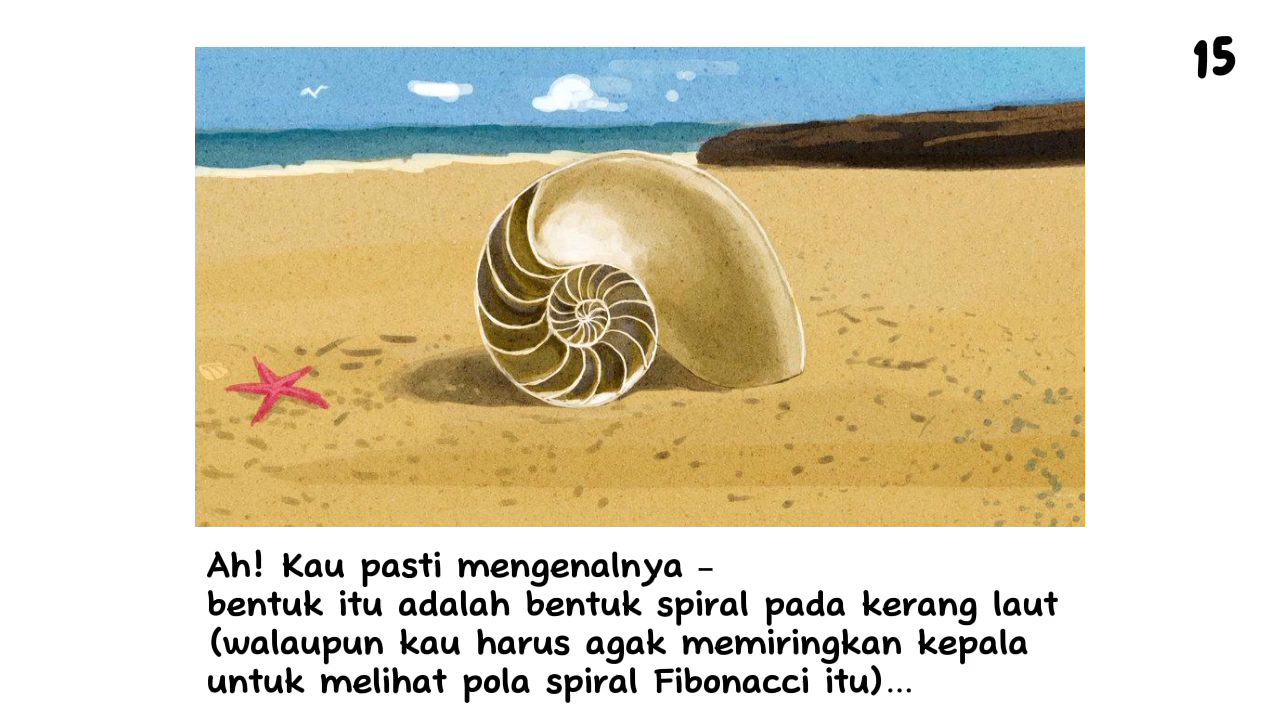 15
Ah! Kau pasti mengenalnya –
bentuk itu adalah bentuk spiral pada kerang laut
(walaupun kau harus agak memiringkan kepala
untuk melihat pola spiral Fibonacci itu)...